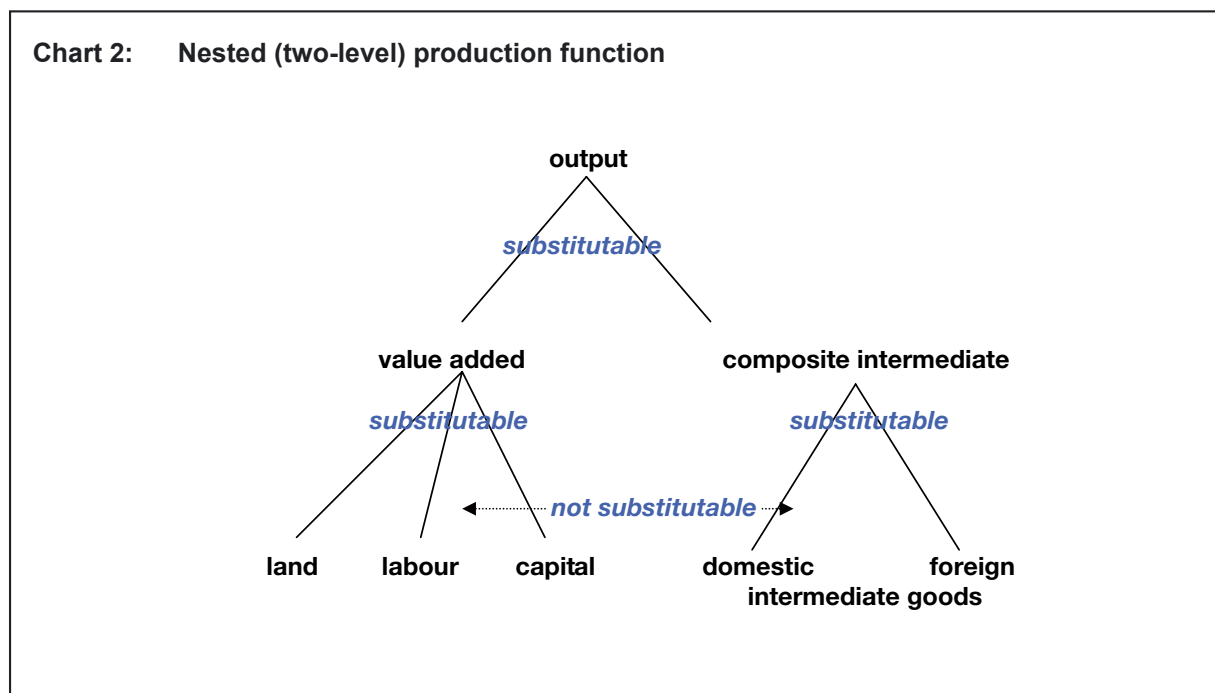 Chart 2: Nested (two-level) production function
output
substitutable
value added composite intermediate
substitutable substitutable
not substitutable
land labour capital domestic foreign
intermediate goods